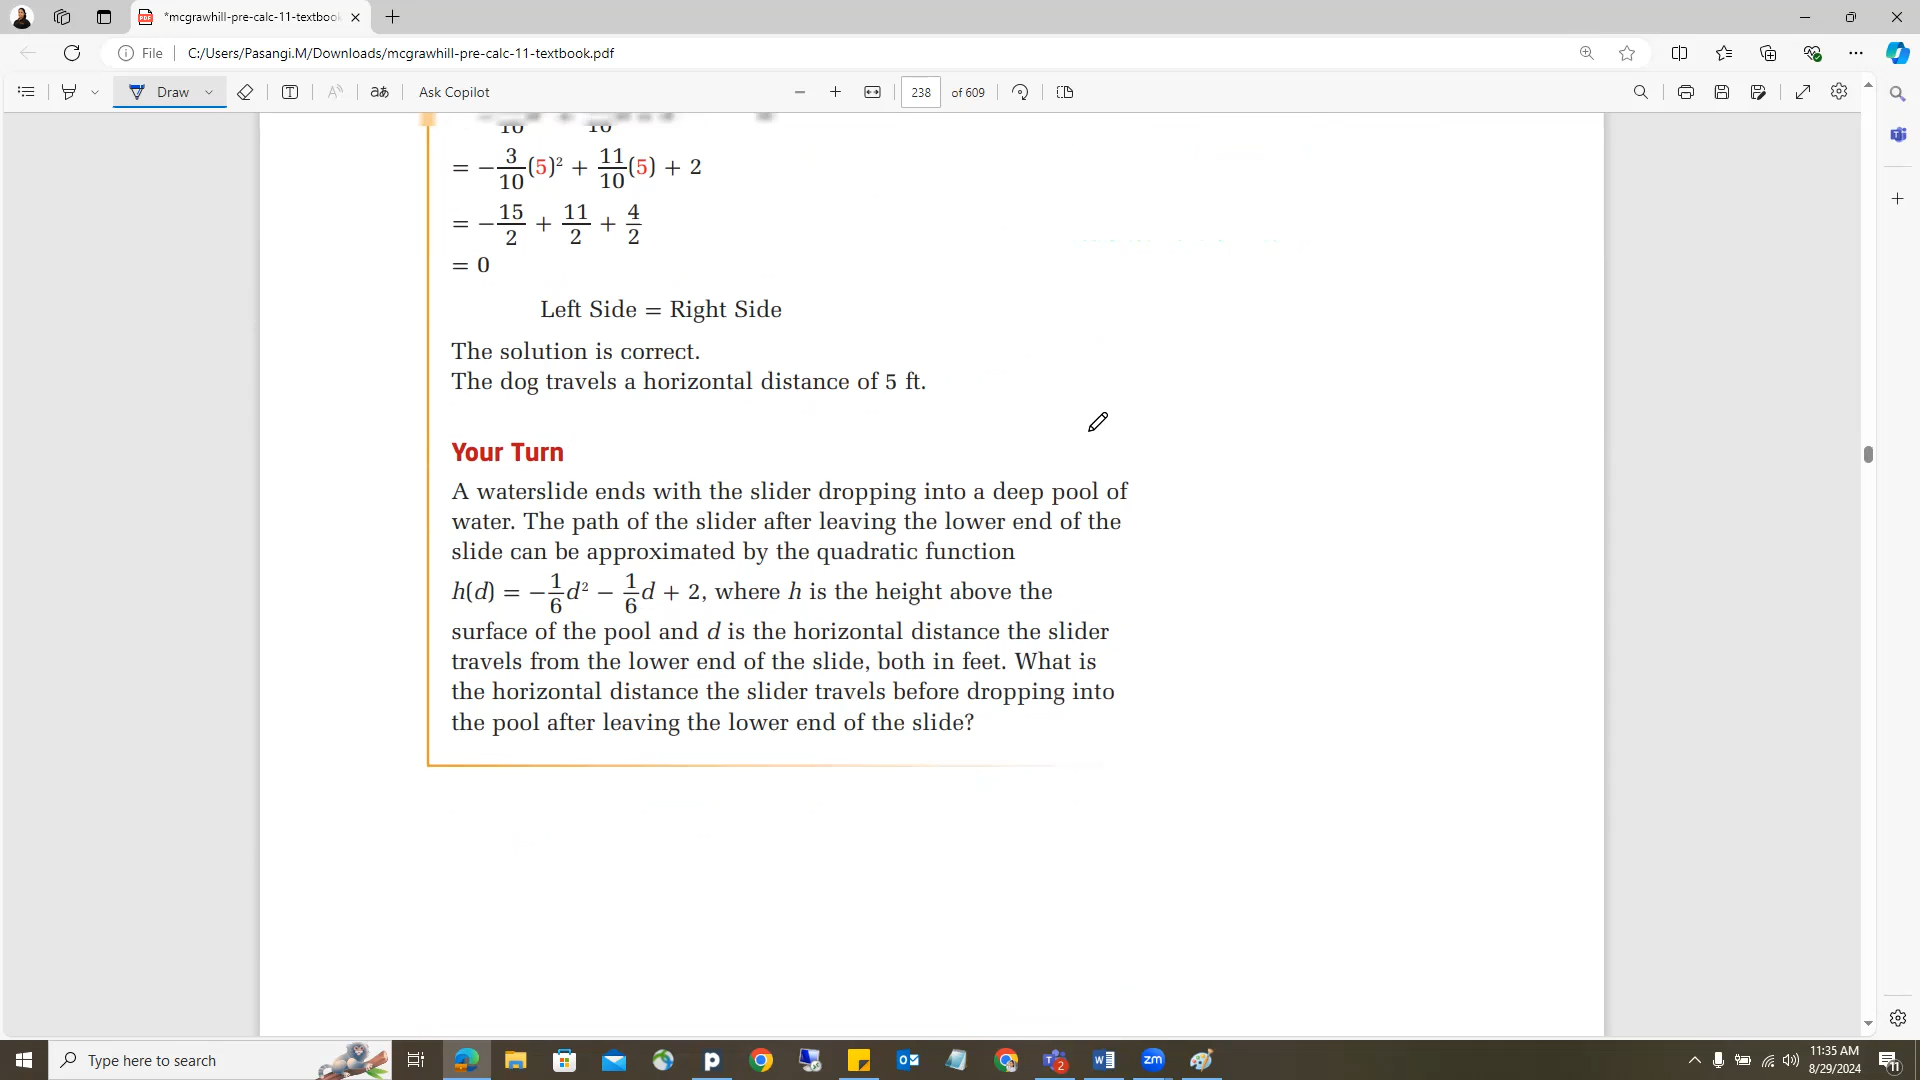 *mcgrawhill-pre-calc-11-textbook
File
C:/Users/Pasangi.M/Downloads/mcgrawhill-pre-calc-11-textbook.pdf
Draw
Ask Copilot
238 of 609
10 10
= −3/10(5)² + 11/10(5) + 2
= −15/2 + 11/2 + 4/2
= 0
Left Side = Right Side
The solution is correct.
The dog travels a horizontal distance of 5 ft.
Your Turn
A waterslide ends with the slider dropping into a deep pool of
water. The path of the slider after leaving the lower end of the
slide can be approximated by the quadratic function
h(d) = −1/6d² − 1/6d + 2, where h is the height above the
surface of the pool and d is the horizontal distance the slider
travels from the lower end of the slide, both in feet. What is
the horizontal distance the slider travels before dropping into
the pool after leaving the lower end of the slide?
Type here to search
11:35 AM
8/29/2024